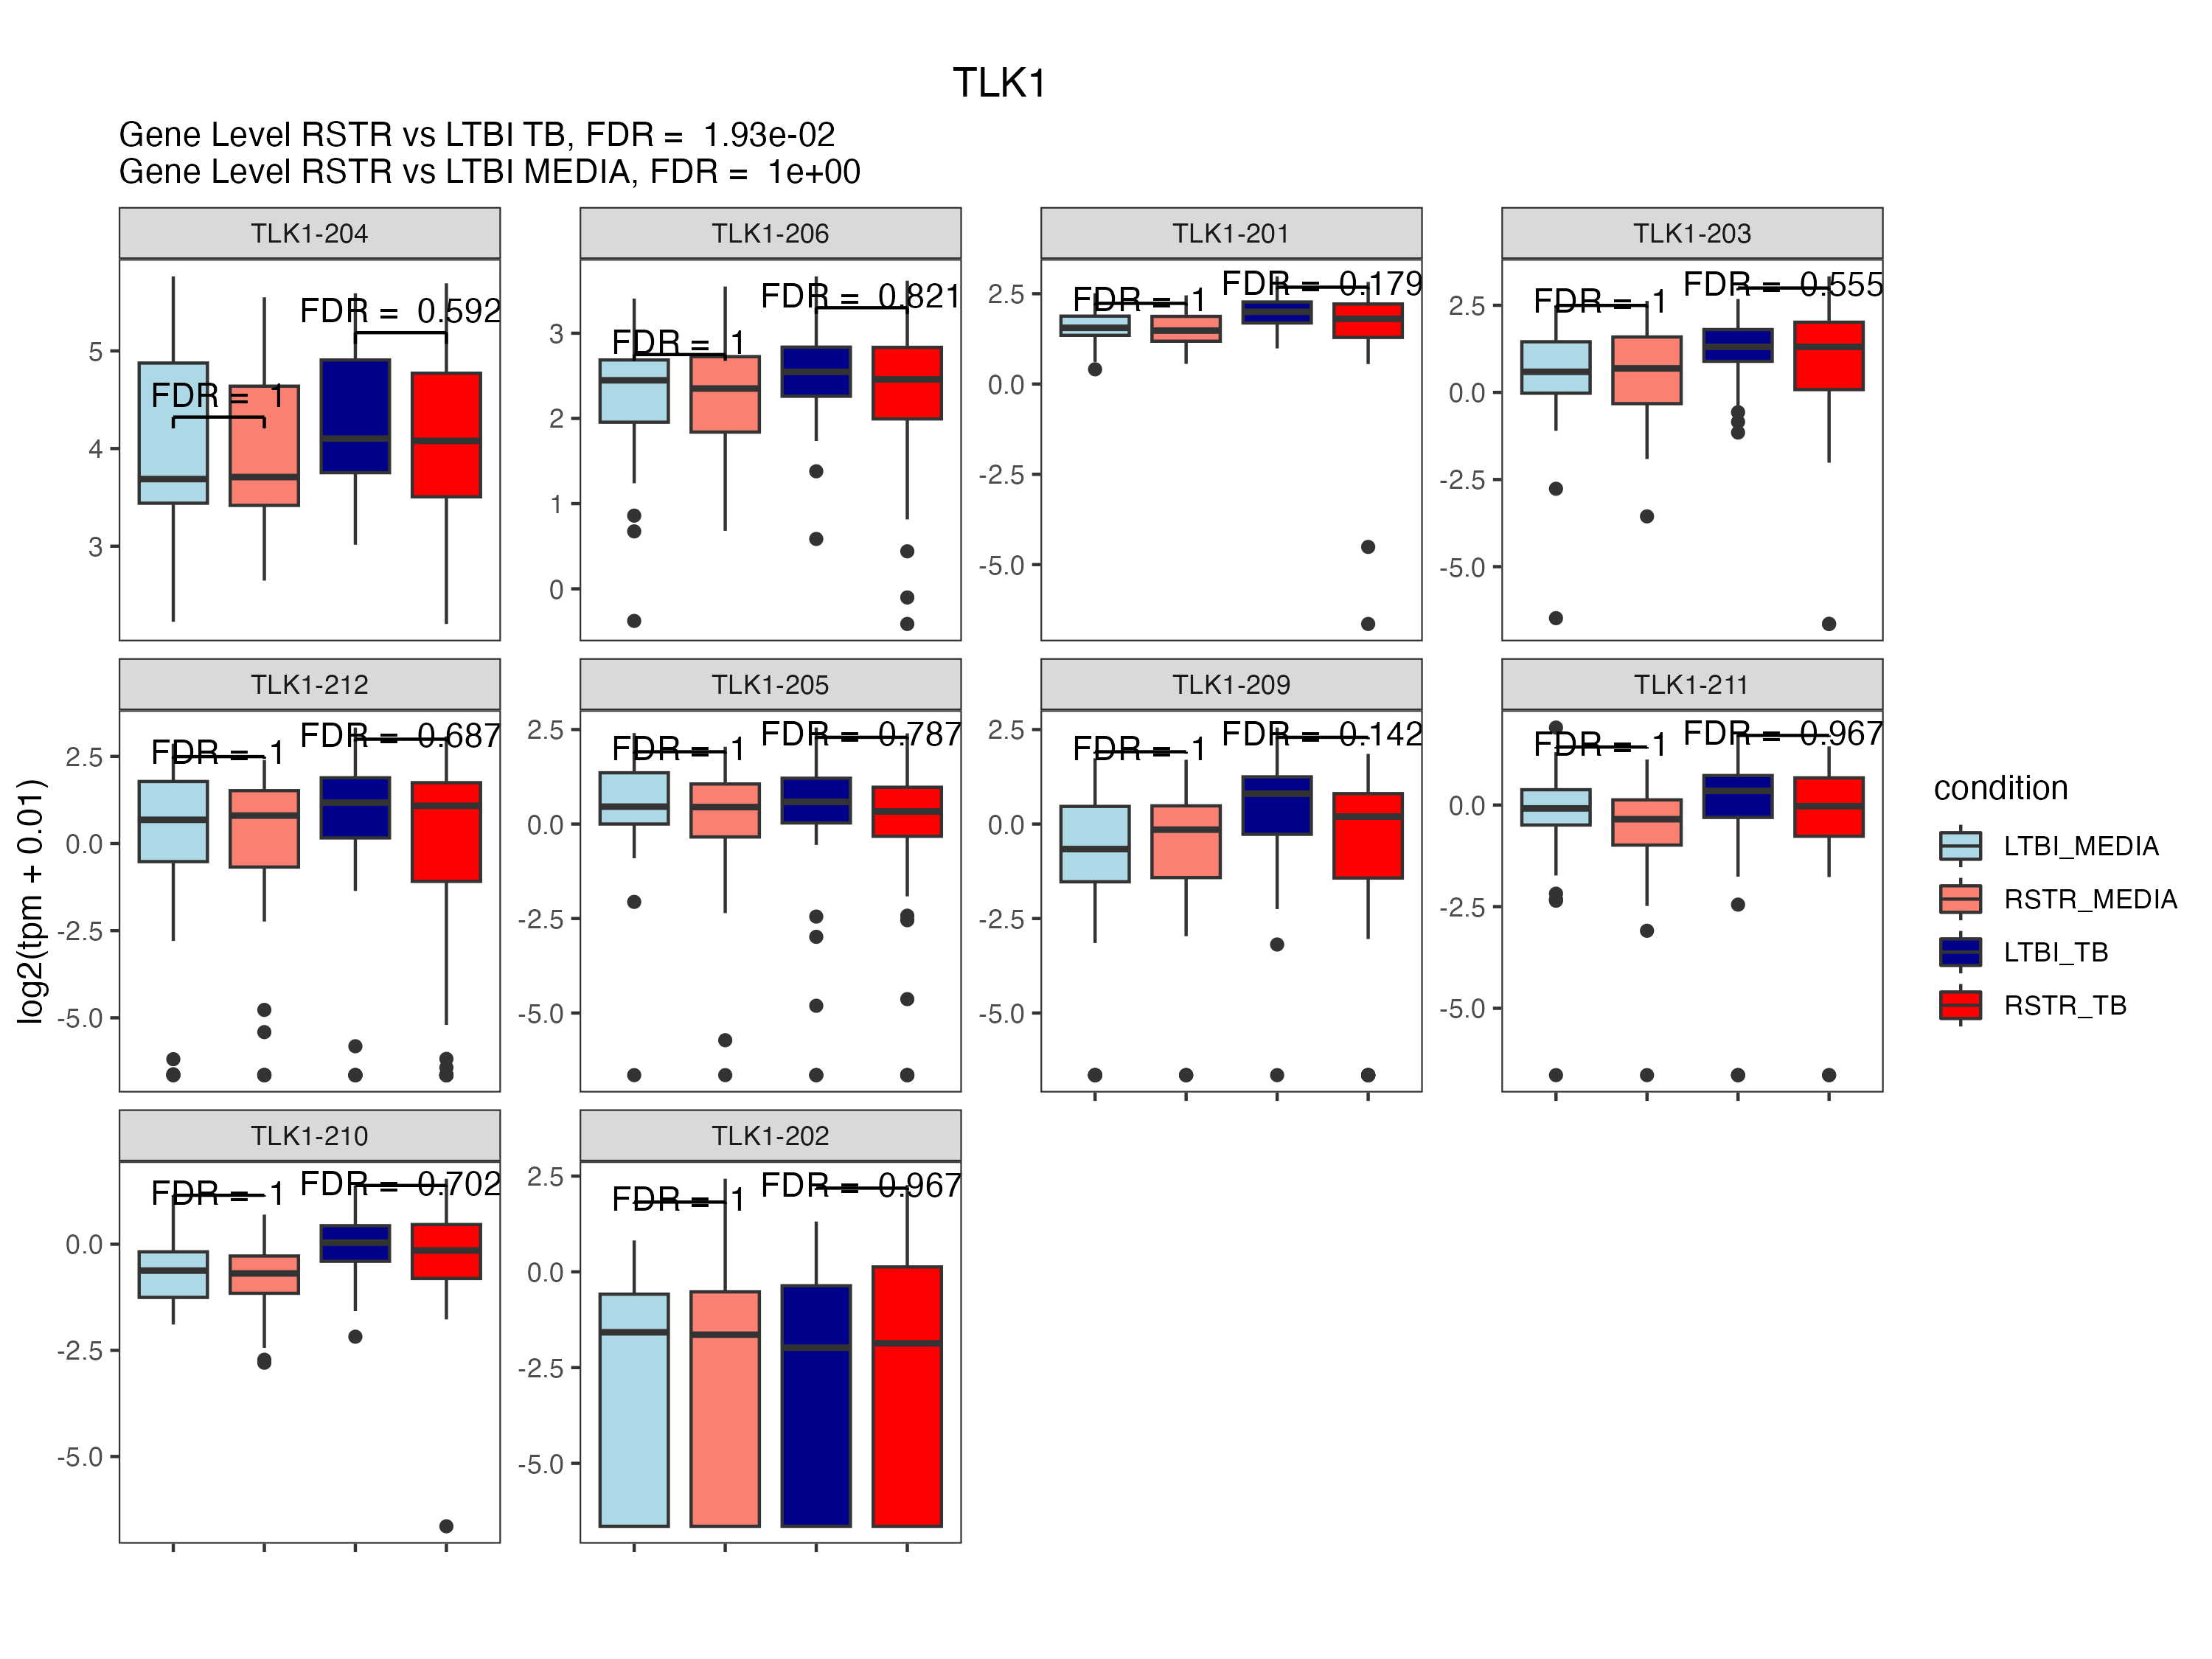 TLK1
Gene Level RSTR vs LTBI TB, FDR =  1.93e-02
Gene Level RSTR vs LTBI MEDIA, FDR =  1e+00
log2(tpm + 0.01)
TLK1-204
FDR =  1
FDR =  0.592
5
4
3
TLK1-206
FDR =  1
FDR =  0.821
3
2
1
0
TLK1-201
FDR =  1
FDR =  0.179
2.5
0.0
-2.5
-5.0
TLK1-203
FDR =  1
FDR =  0.555
2.5
0.0
-2.5
-5.0
TLK1-212
FDR =  1
FDR =  0.687
2.5
0.0
-2.5
-5.0
TLK1-205
FDR =  1
FDR =  0.787
2.5
0.0
-2.5
-5.0
TLK1-209
FDR =  1
FDR =  0.142
2.5
0.0
-2.5
-5.0
TLK1-211
FDR =  1
FDR =  0.967
0.0
-2.5
-5.0
TLK1-210
FDR =  1
FDR =  0.702
0.0
-2.5
-5.0
TLK1-202
FDR =  1
FDR =  0.967
2.5
0.0
-2.5
-5.0
condition
LTBI_MEDIA
RSTR_MEDIA
LTBI_TB
RSTR_TB